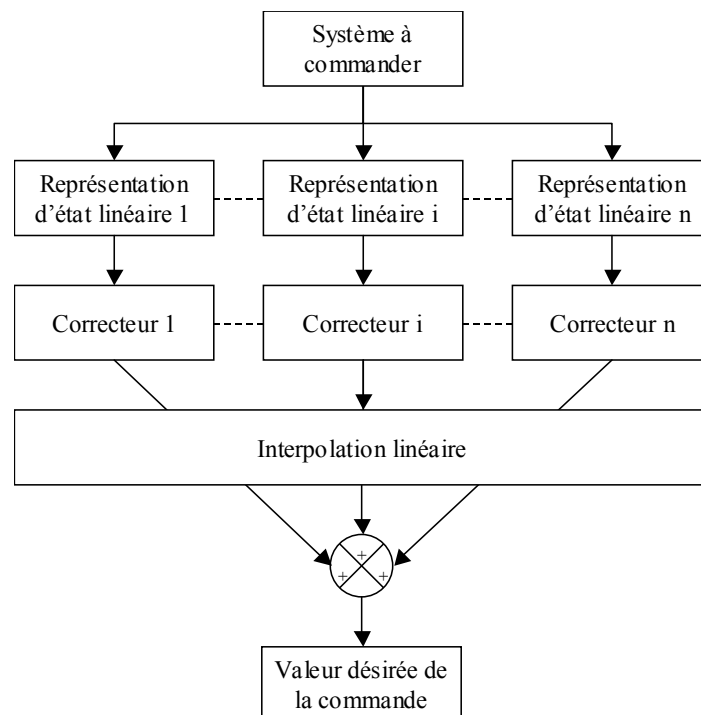 Système à
commander
Représentation
d'état linéaire 1
Représentation
d'état linéaire i
Représentation
d'état linéaire n
Correcteur 1
Correcteur i
Correcteur n
Interpolation linéaire
+
+ +
Valeur désirée de
la commande